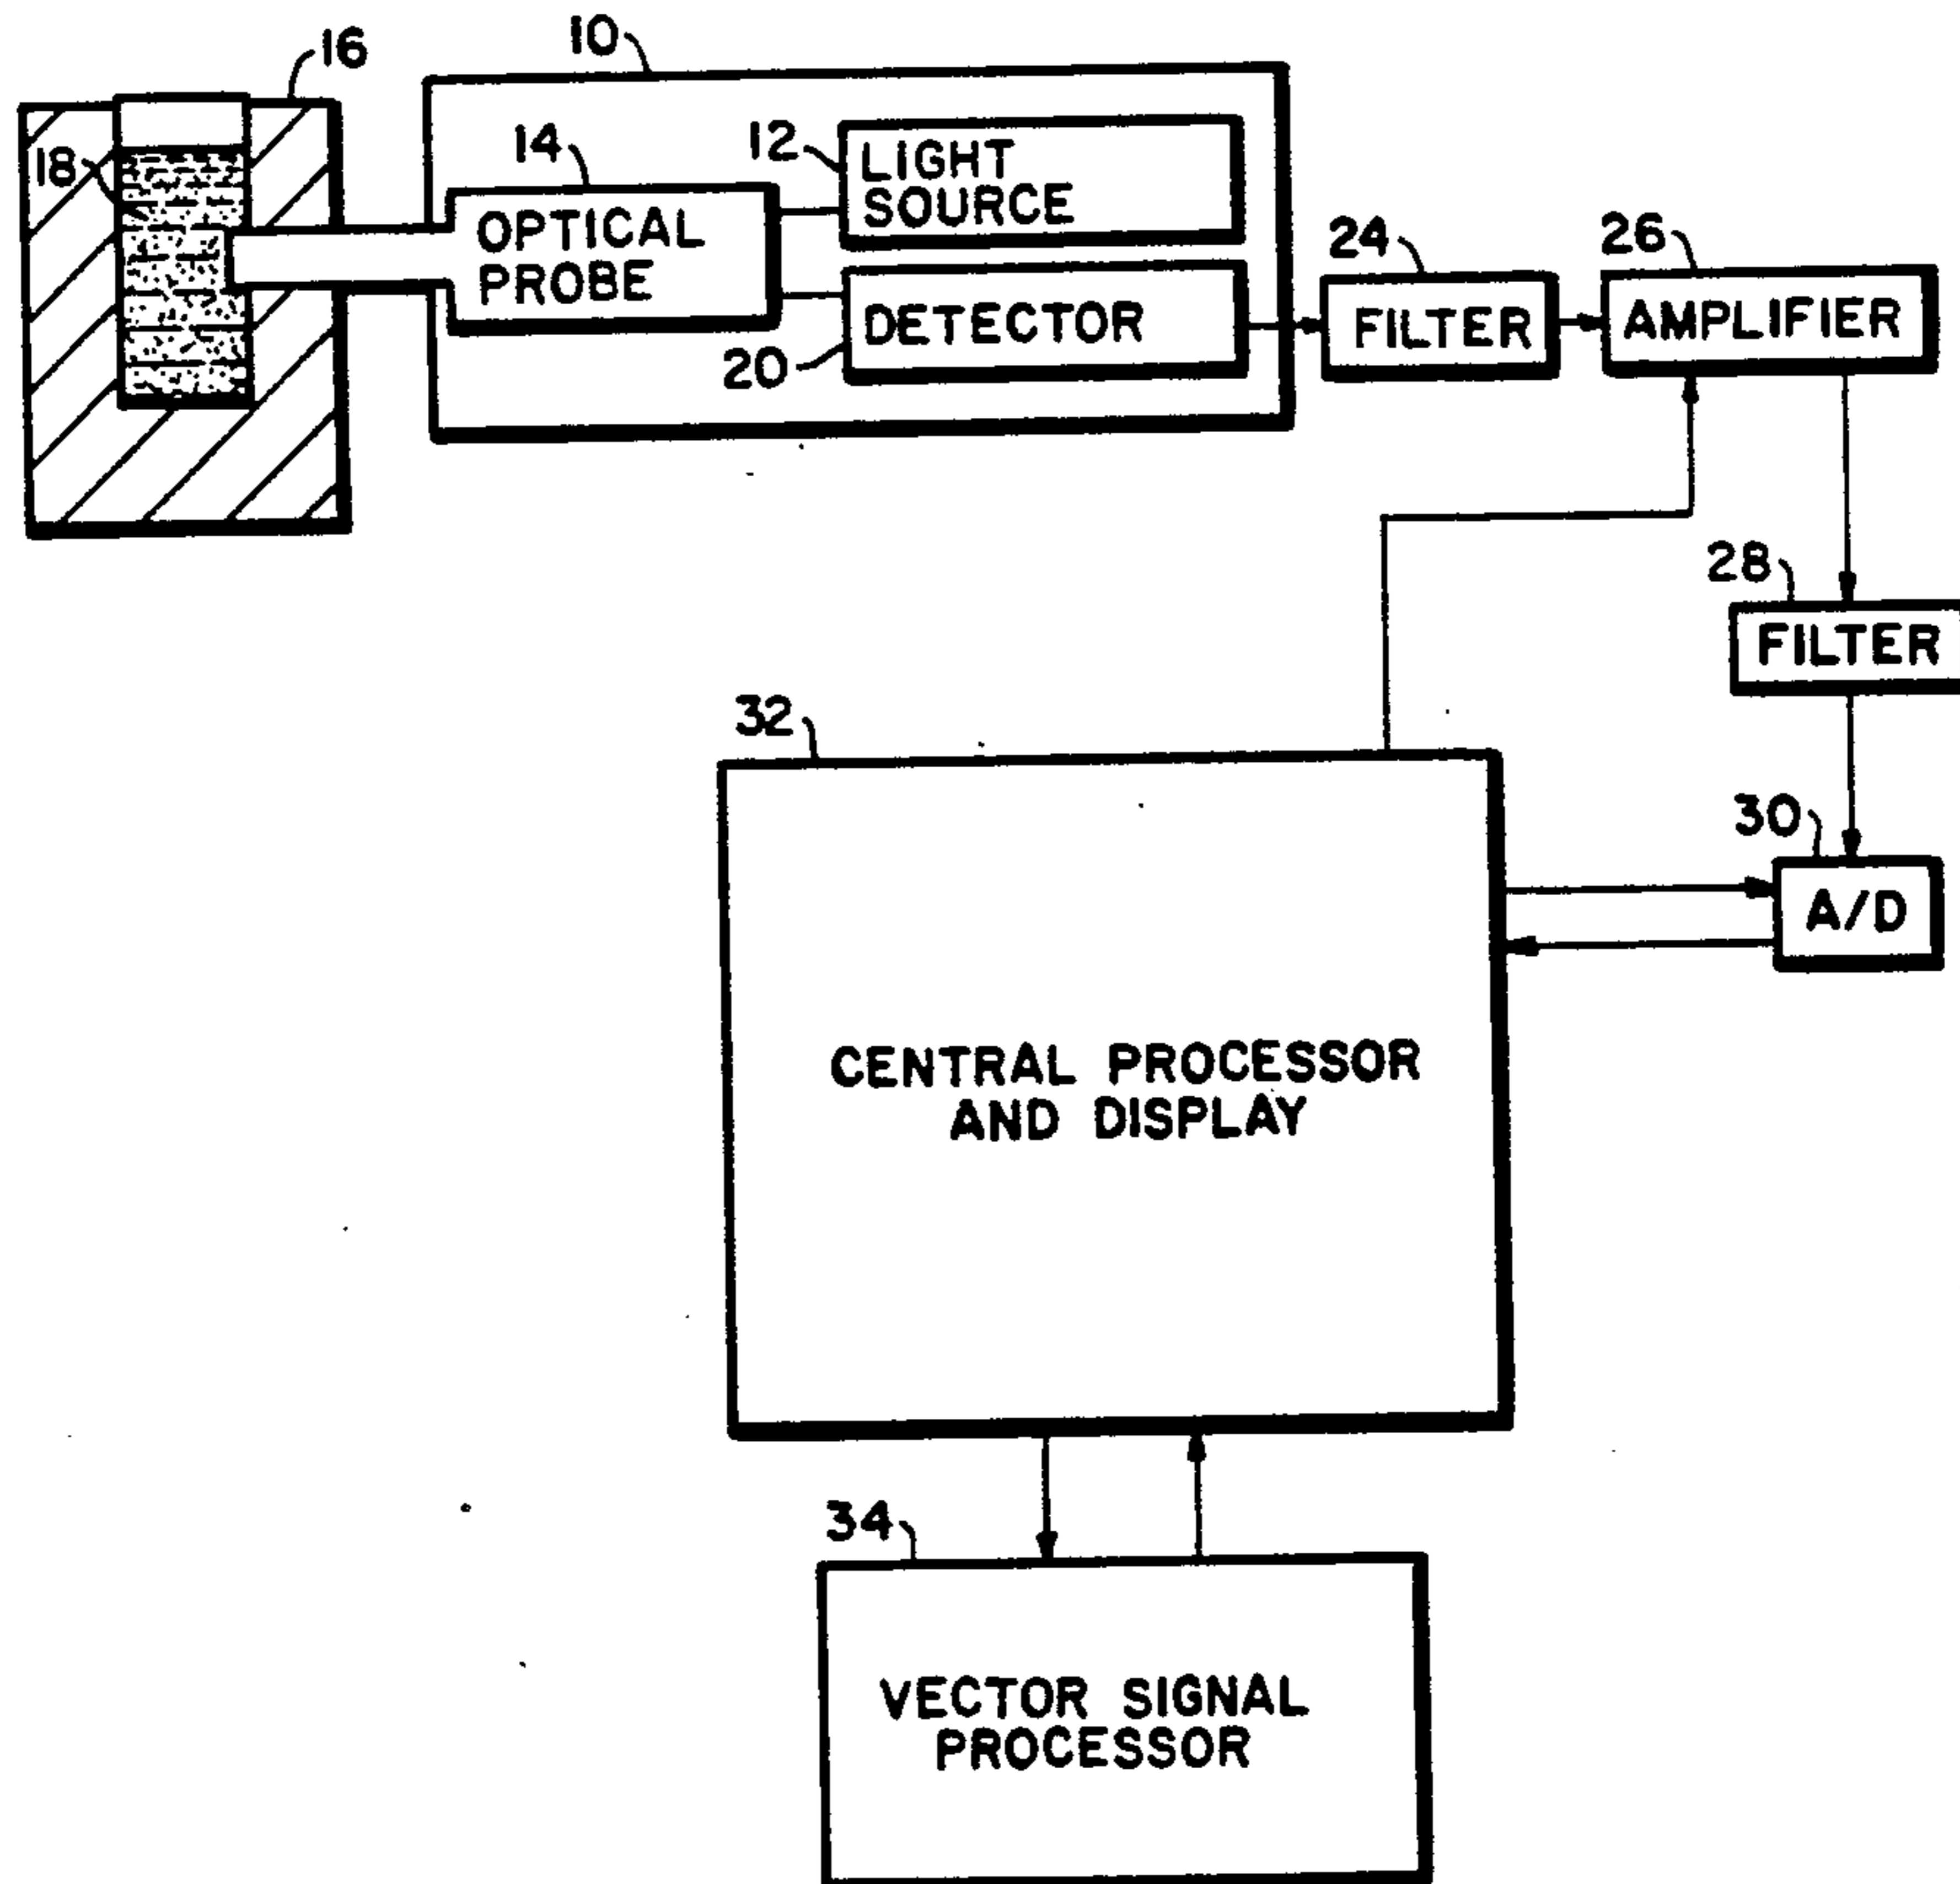 16
10
18
14
12
LIGHT
SOURCE
OPTICAL
PROBE
20
DETECTOR
24
FILTER
26
AMPLIFIER
28
FILTER
32
30
A/D
CENTRAL PROCESSOR
AND DISPLAY
34
VECTOR SIGNAL
PROCESSOR